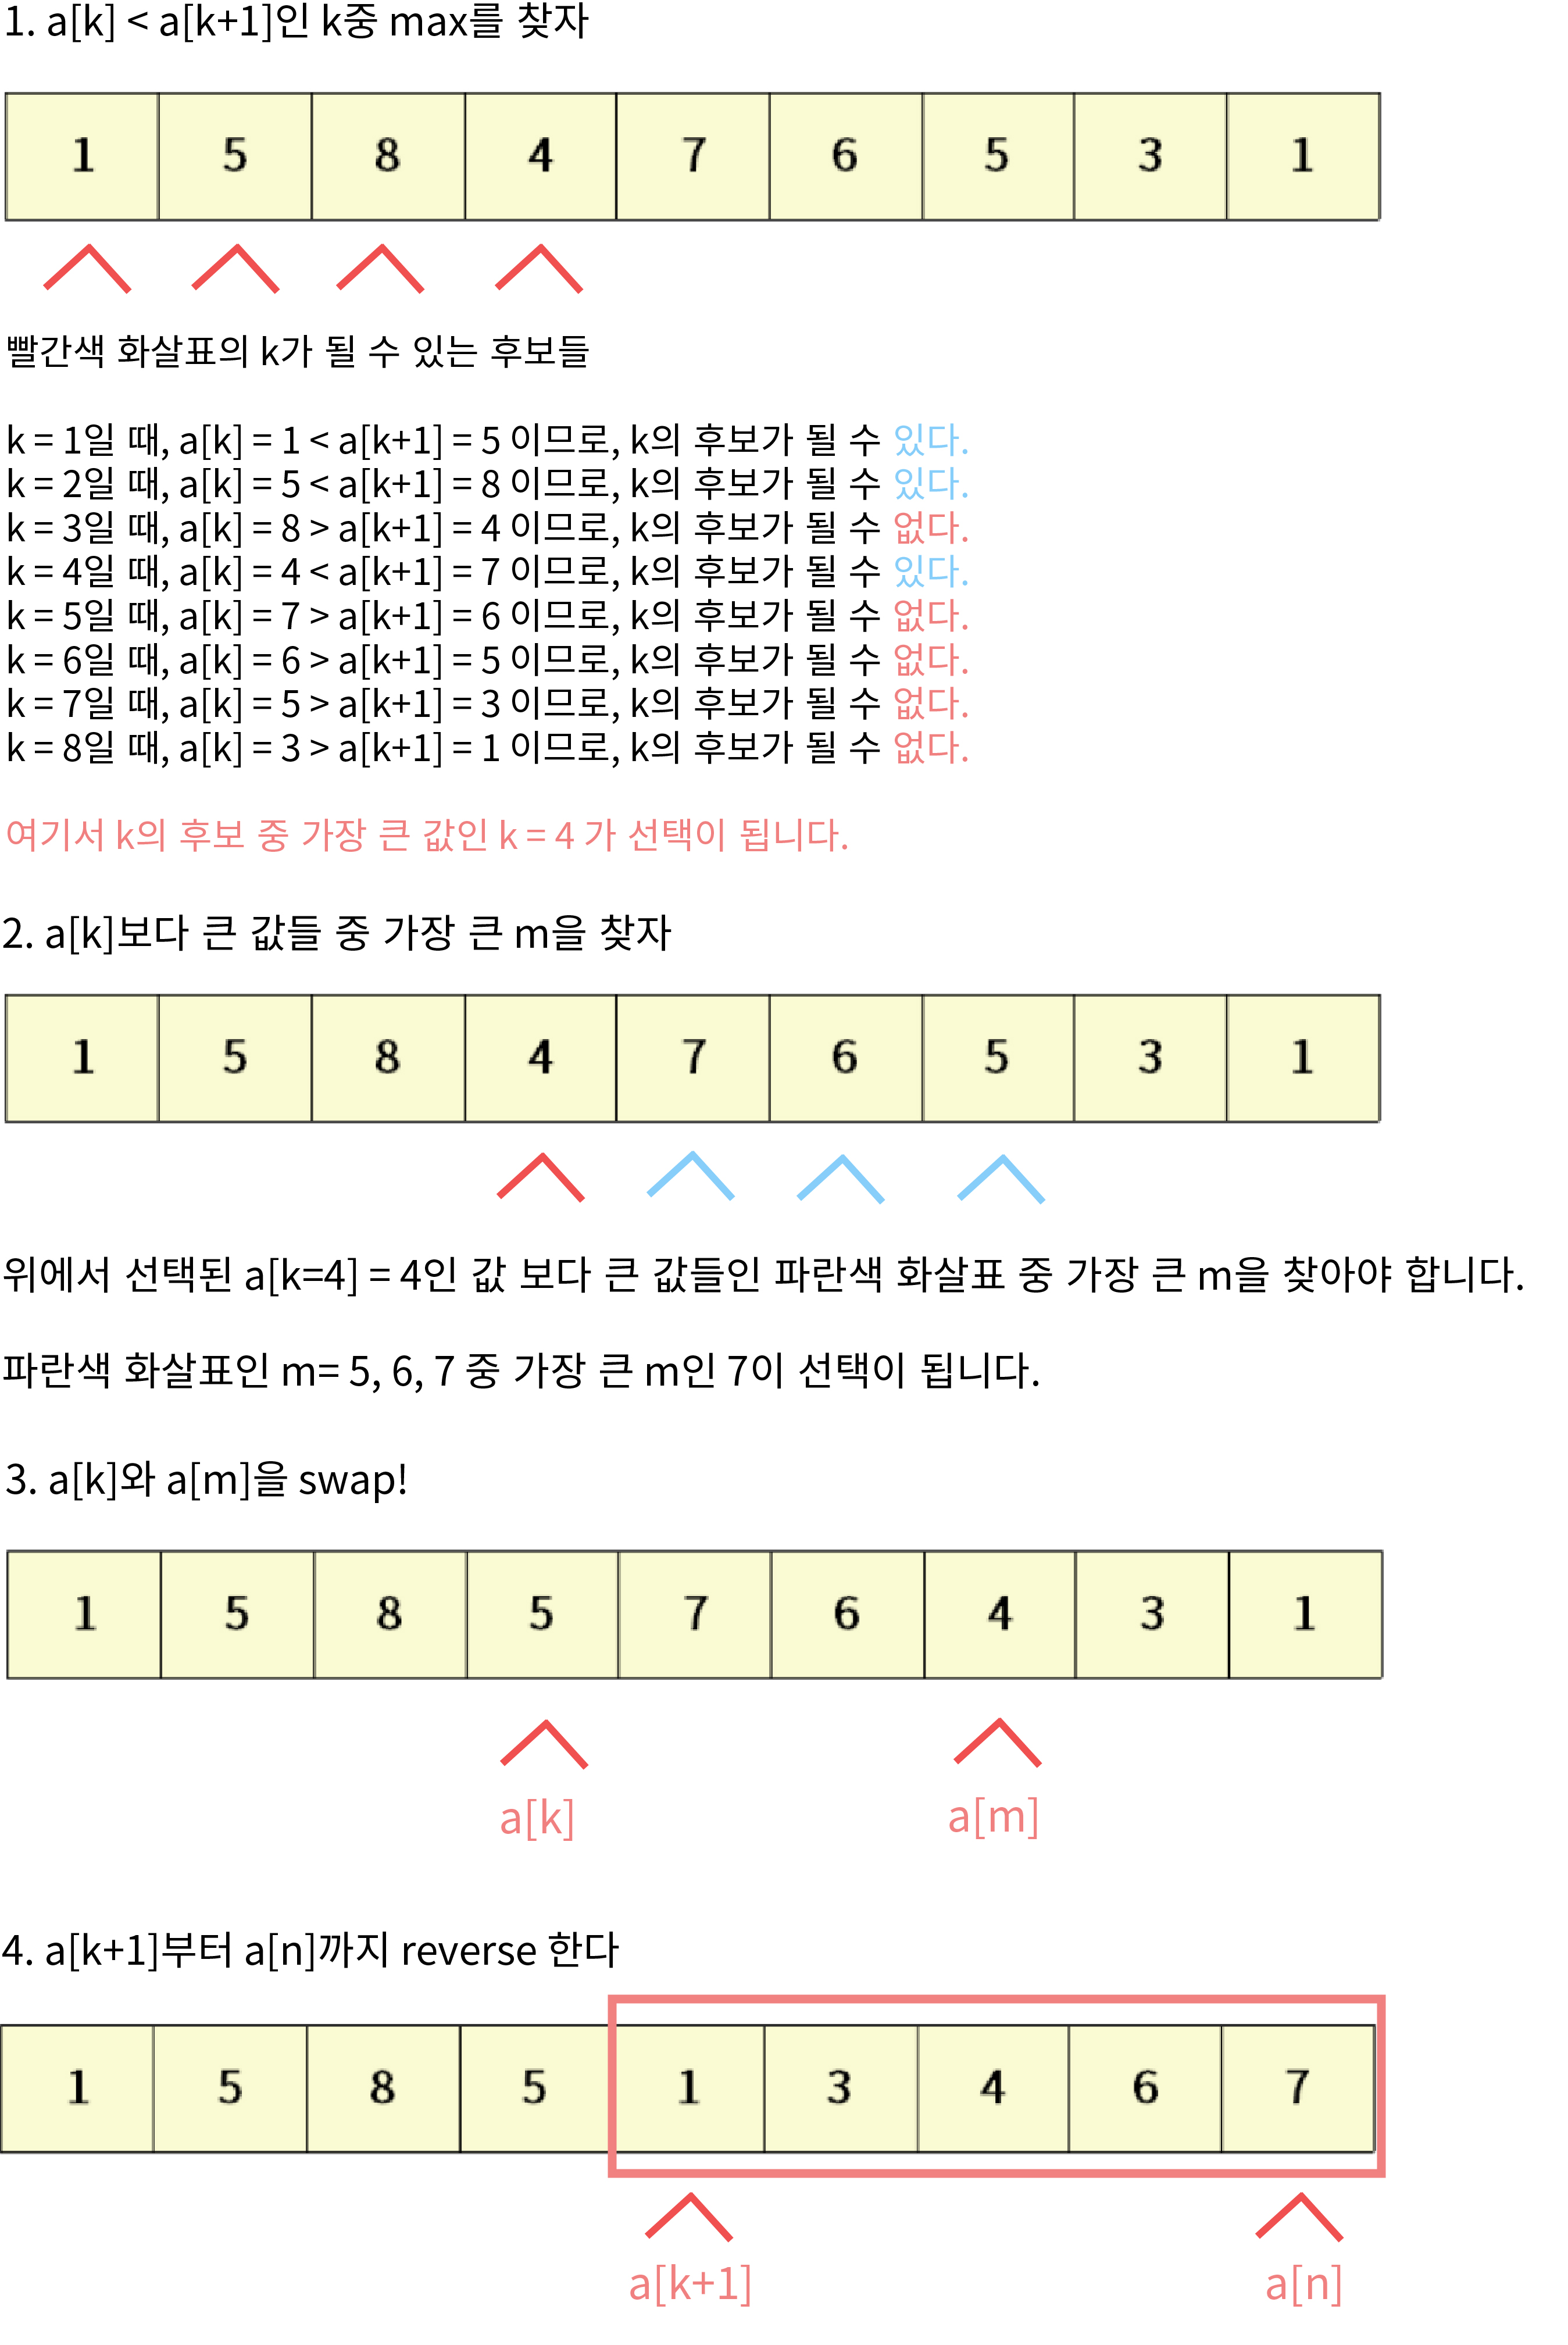 1. a[k] < a[k+1]인 k중 max를 찾자
1 5 8 4 7 6 5 3 1
빨간색 화살표의 k가 될 수 있는 후보들
k = 1일 때, a[k] = 1 < a[k+1] = 5 이므로, k의 후보가 될 수 있다.
k = 2일 때, a[k] = 5 < a[k+1] = 8 이므로, k의 후보가 될 수 있다.
k = 3일 때, a[k] = 8 > a[k+1] = 4 이므로, k의 후보가 될 수 없다.
k = 4일 때, a[k] = 4 < a[k+1] = 7 이므로, k의 후보가 될 수 있다.
k = 5일 때, a[k] = 7 > a[k+1] = 6 이므로, k의 후보가 될 수 없다.
k = 6일 때, a[k] = 6 > a[k+1] = 5 이므로, k의 후보가 될 수 없다.
k = 7일 때, a[k] = 5 > a[k+1] = 3 이므로, k의 후보가 될 수 없다.
k = 8일 때, a[k] = 3 > a[k+1] = 1 이므로, k의 후보가 될 수 없다.
여기서 k의 후보 중 가장 큰 값인 k = 4 가 선택이 됩니다.
2. a[k]보다 큰 값들 중 가장 큰 m을 찾자
1 5 8 4 7 6 5 3 1
위에서 선택된 a[k=4] = 4인 값 보다 큰 값들인 파란색 화살표 중 가장 큰 m을 찾아야 합니다.
파란색 화살표인 m= 5, 6, 7 중 가장 큰 m인 7이 선택이 됩니다.
3. a[k]와 a[m]을 swap!
1 5 8 5 7 6 4 3 1
a[k] a[m]
4. a[k+1]부터 a[n]까지 reverse 한다
1 5 8 5 1 3 4 6 7
a[k+1] a[n]